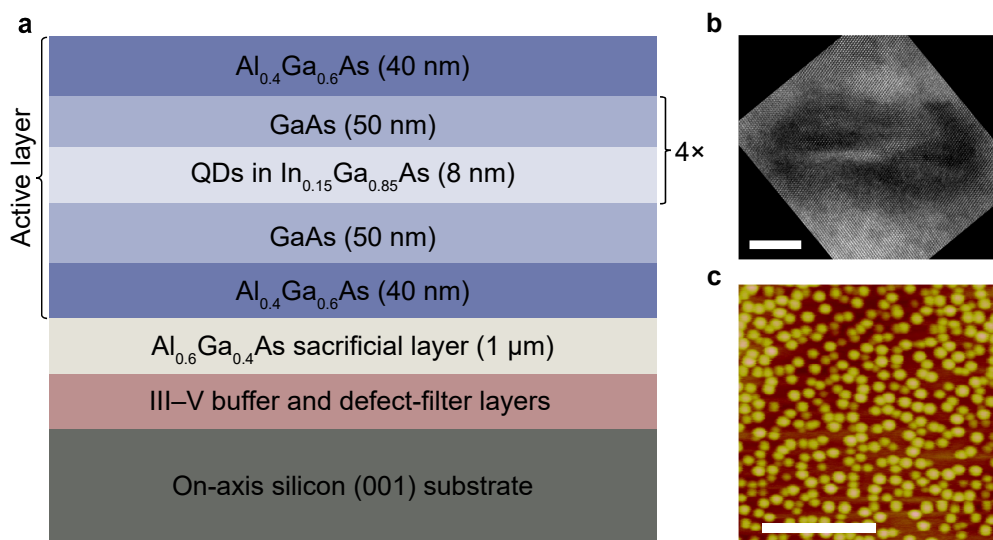 a
Active layer
Al0.4Ga0.6As (40 nm)
GaAs (50 nm)
QDs in In0.15Ga0.85As (8 nm)
4×
GaAs (50 nm)
Al0.4Ga0.6As (40 nm)
Al0.6Ga0.4As sacrificial layer (1 μm)
III–V buffer and defect-filter layers
On-axis silicon (001) substrate
b
c